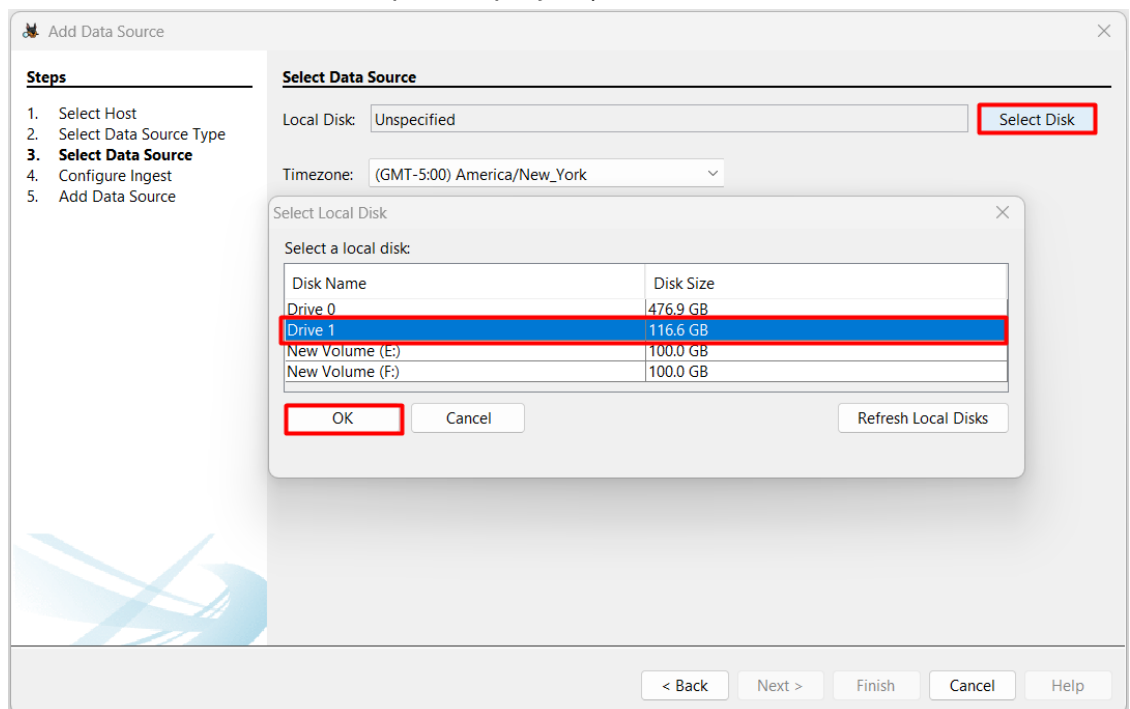 Add Data Source
Steps
1. Select Host
2. Select Data Source Type
3. Select Data Source
4. Configure Ingest
5. Add Data Source
Select Data Source
Local Disk: Unspecified Select Disk
Timezone: (GMT-5:00) America/New_York
Select Local Disk
Select a local disk:
Disk Name Disk Size
Drive 0 476.9 GB
Drive 1 116.6 GB
New Volume (E:) 100.0 GB
New Volume (F:) 100.0 GB
OK Cancel Refresh Local Disks
< Back Next > Finish Cancel Help